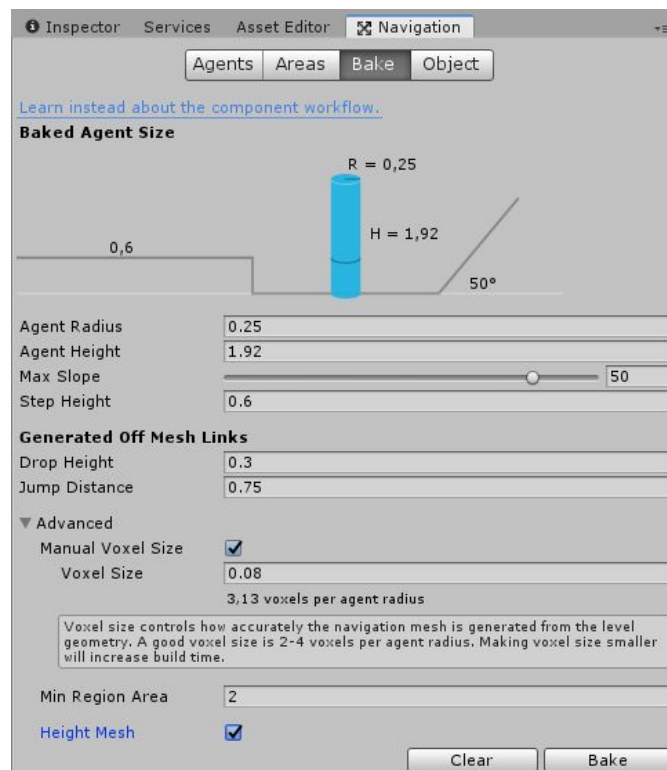 Inspector Services Asset Editor Navigation
Agents Areas Bake Object
Learn instead about the component workflow.
Baked Agent Size
R = 0,25
0,6
H = 1,92
50°
Agent Radius 0.25
Agent Height 1.92
Max Slope 50
Step Height 0.6
Generated Off Mesh Links
Drop Height 0.3
Jump Distance 0.75
Advanced
Manual Voxel Size
Voxel Size 0.08
3,13 voxels per agent radius
Voxel size controls how accurately the navigation mesh is generated from the level
geometry. A good voxel size is 2-4 voxels per agent radius. Making voxel size smaller
will increase build time.
Min Region Area 2
Height Mesh
Clear Bake